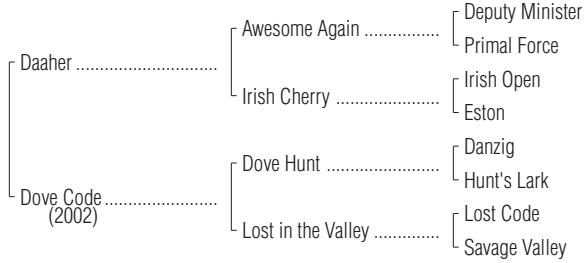 Deputy Minister
Awesome Again ................
Primal Force
Daaher ..............................
Irish Open
Irish Cherry ......................
Eston
Danzig
Dove Hunt ........................
Hunt's Lark
Dove Code ........................
(2002)
Lost Code
Lost in the Valley ..............
Savage Valley